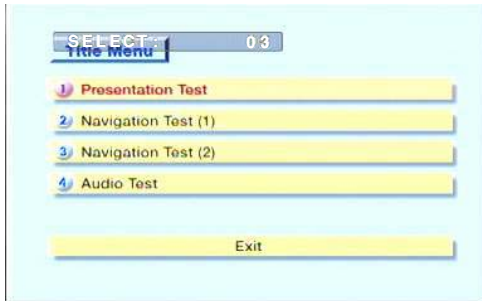 SELECT: 03
Title Menu
1 Presentation Test
2 Navigation Test (1)
3 Navigation Test (2)
4 Audio Test
Exit